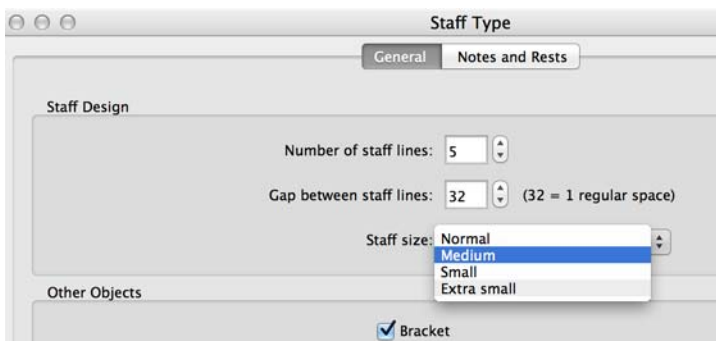 Staff Type
General Notes and Rests
Staff Design
Number of staff lines: 5
Gap between staff lines: 32 (32 = 1 regular space)
Staff size: Normal
Medium
Small
Extra small
Other Objects
Bracket